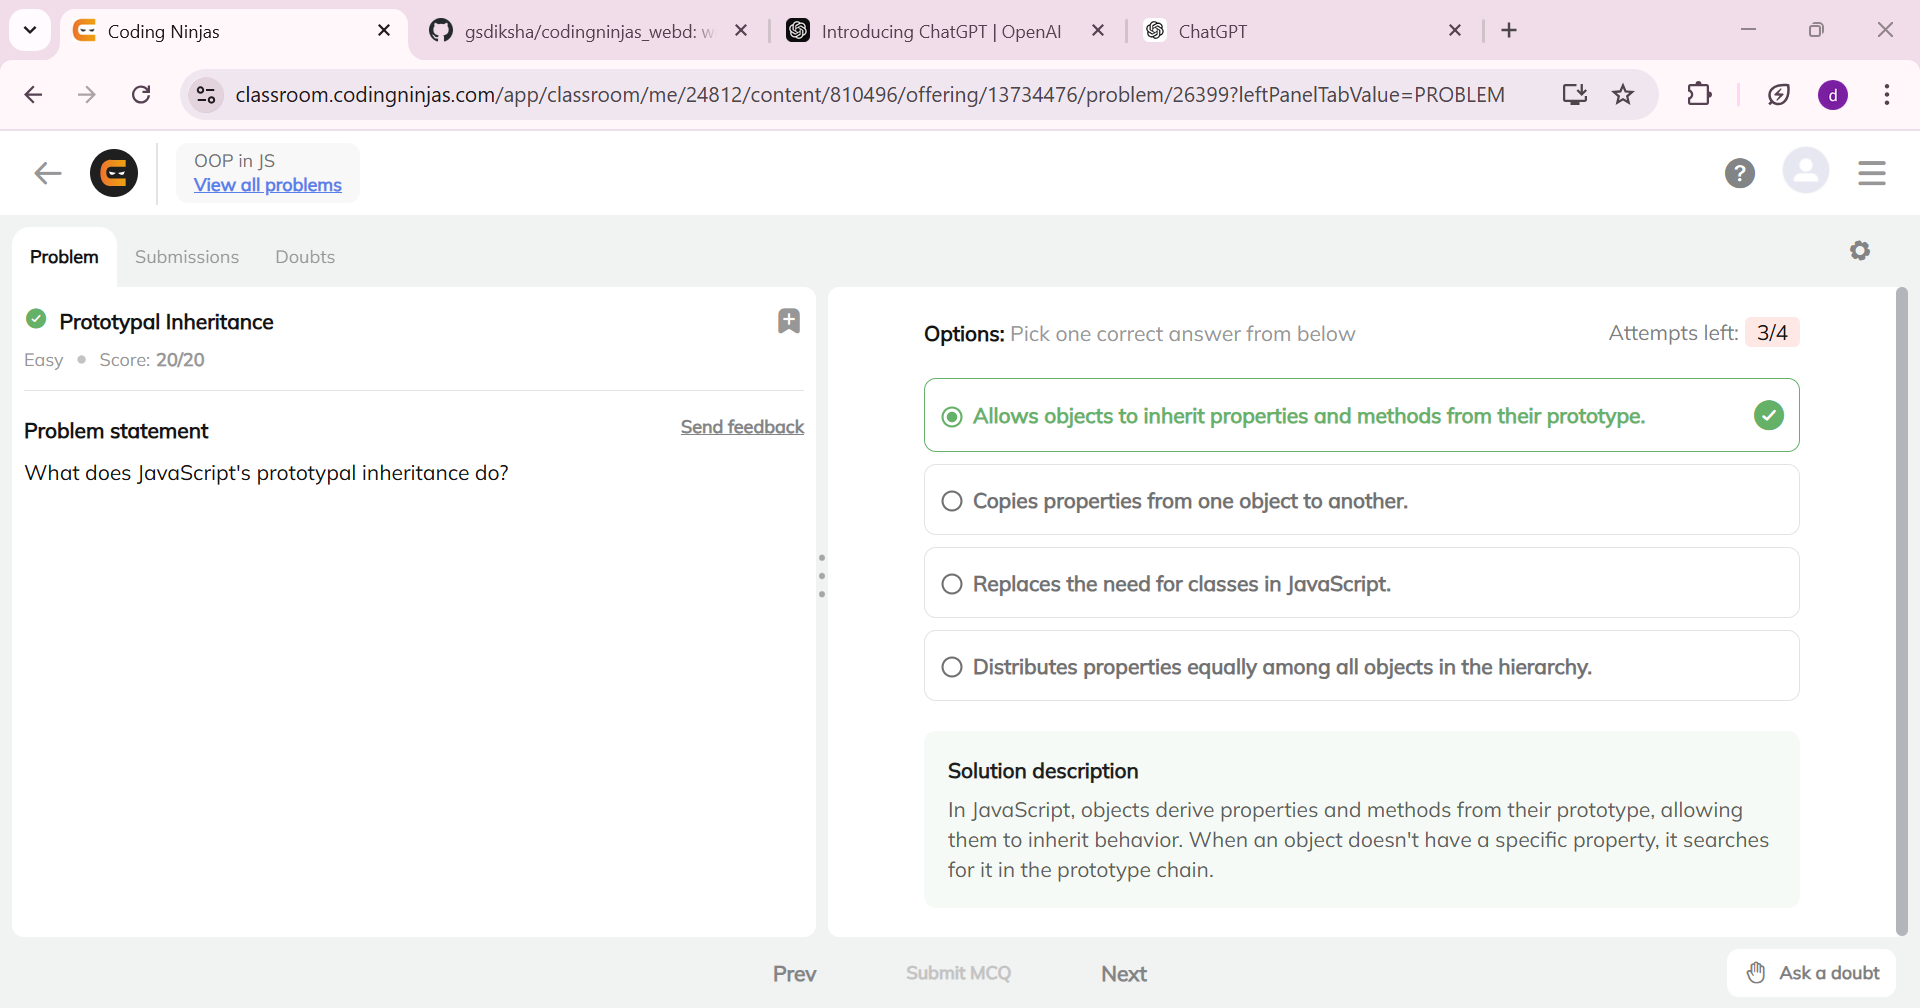 Coding Ninjas
gsdiksha/codingninjas_webd: w
Introducing ChatGPT | OpenAI
ChatGPT
classroom.codingninjas.com/app/classroom/me/24812/content/810496/offering/13734476/problem/26399?leftPanelTabValue=PROBLEM
d
OOP in JS
View all problems
?
Problem
Submissions
Doubts
Prototypal Inheritance
Easy
Score: 20/20
Problem statement
Send feedback
What does JavaScript's prototypal inheritance do?
Options: Pick one correct answer from below
Attempts left: 3/4
Allows objects to inherit properties and methods from their prototype.
Copies properties from one object to another.
Replaces the need for classes in JavaScript.
Distributes properties equally among all objects in the hierarchy.
Solution description
In JavaScript, objects derive properties and methods from their prototype, allowing
them to inherit behavior. When an object doesn't have a specific property, it searches
for it in the prototype chain.
Prev
Submit MCQ
Next
Ask a doubt